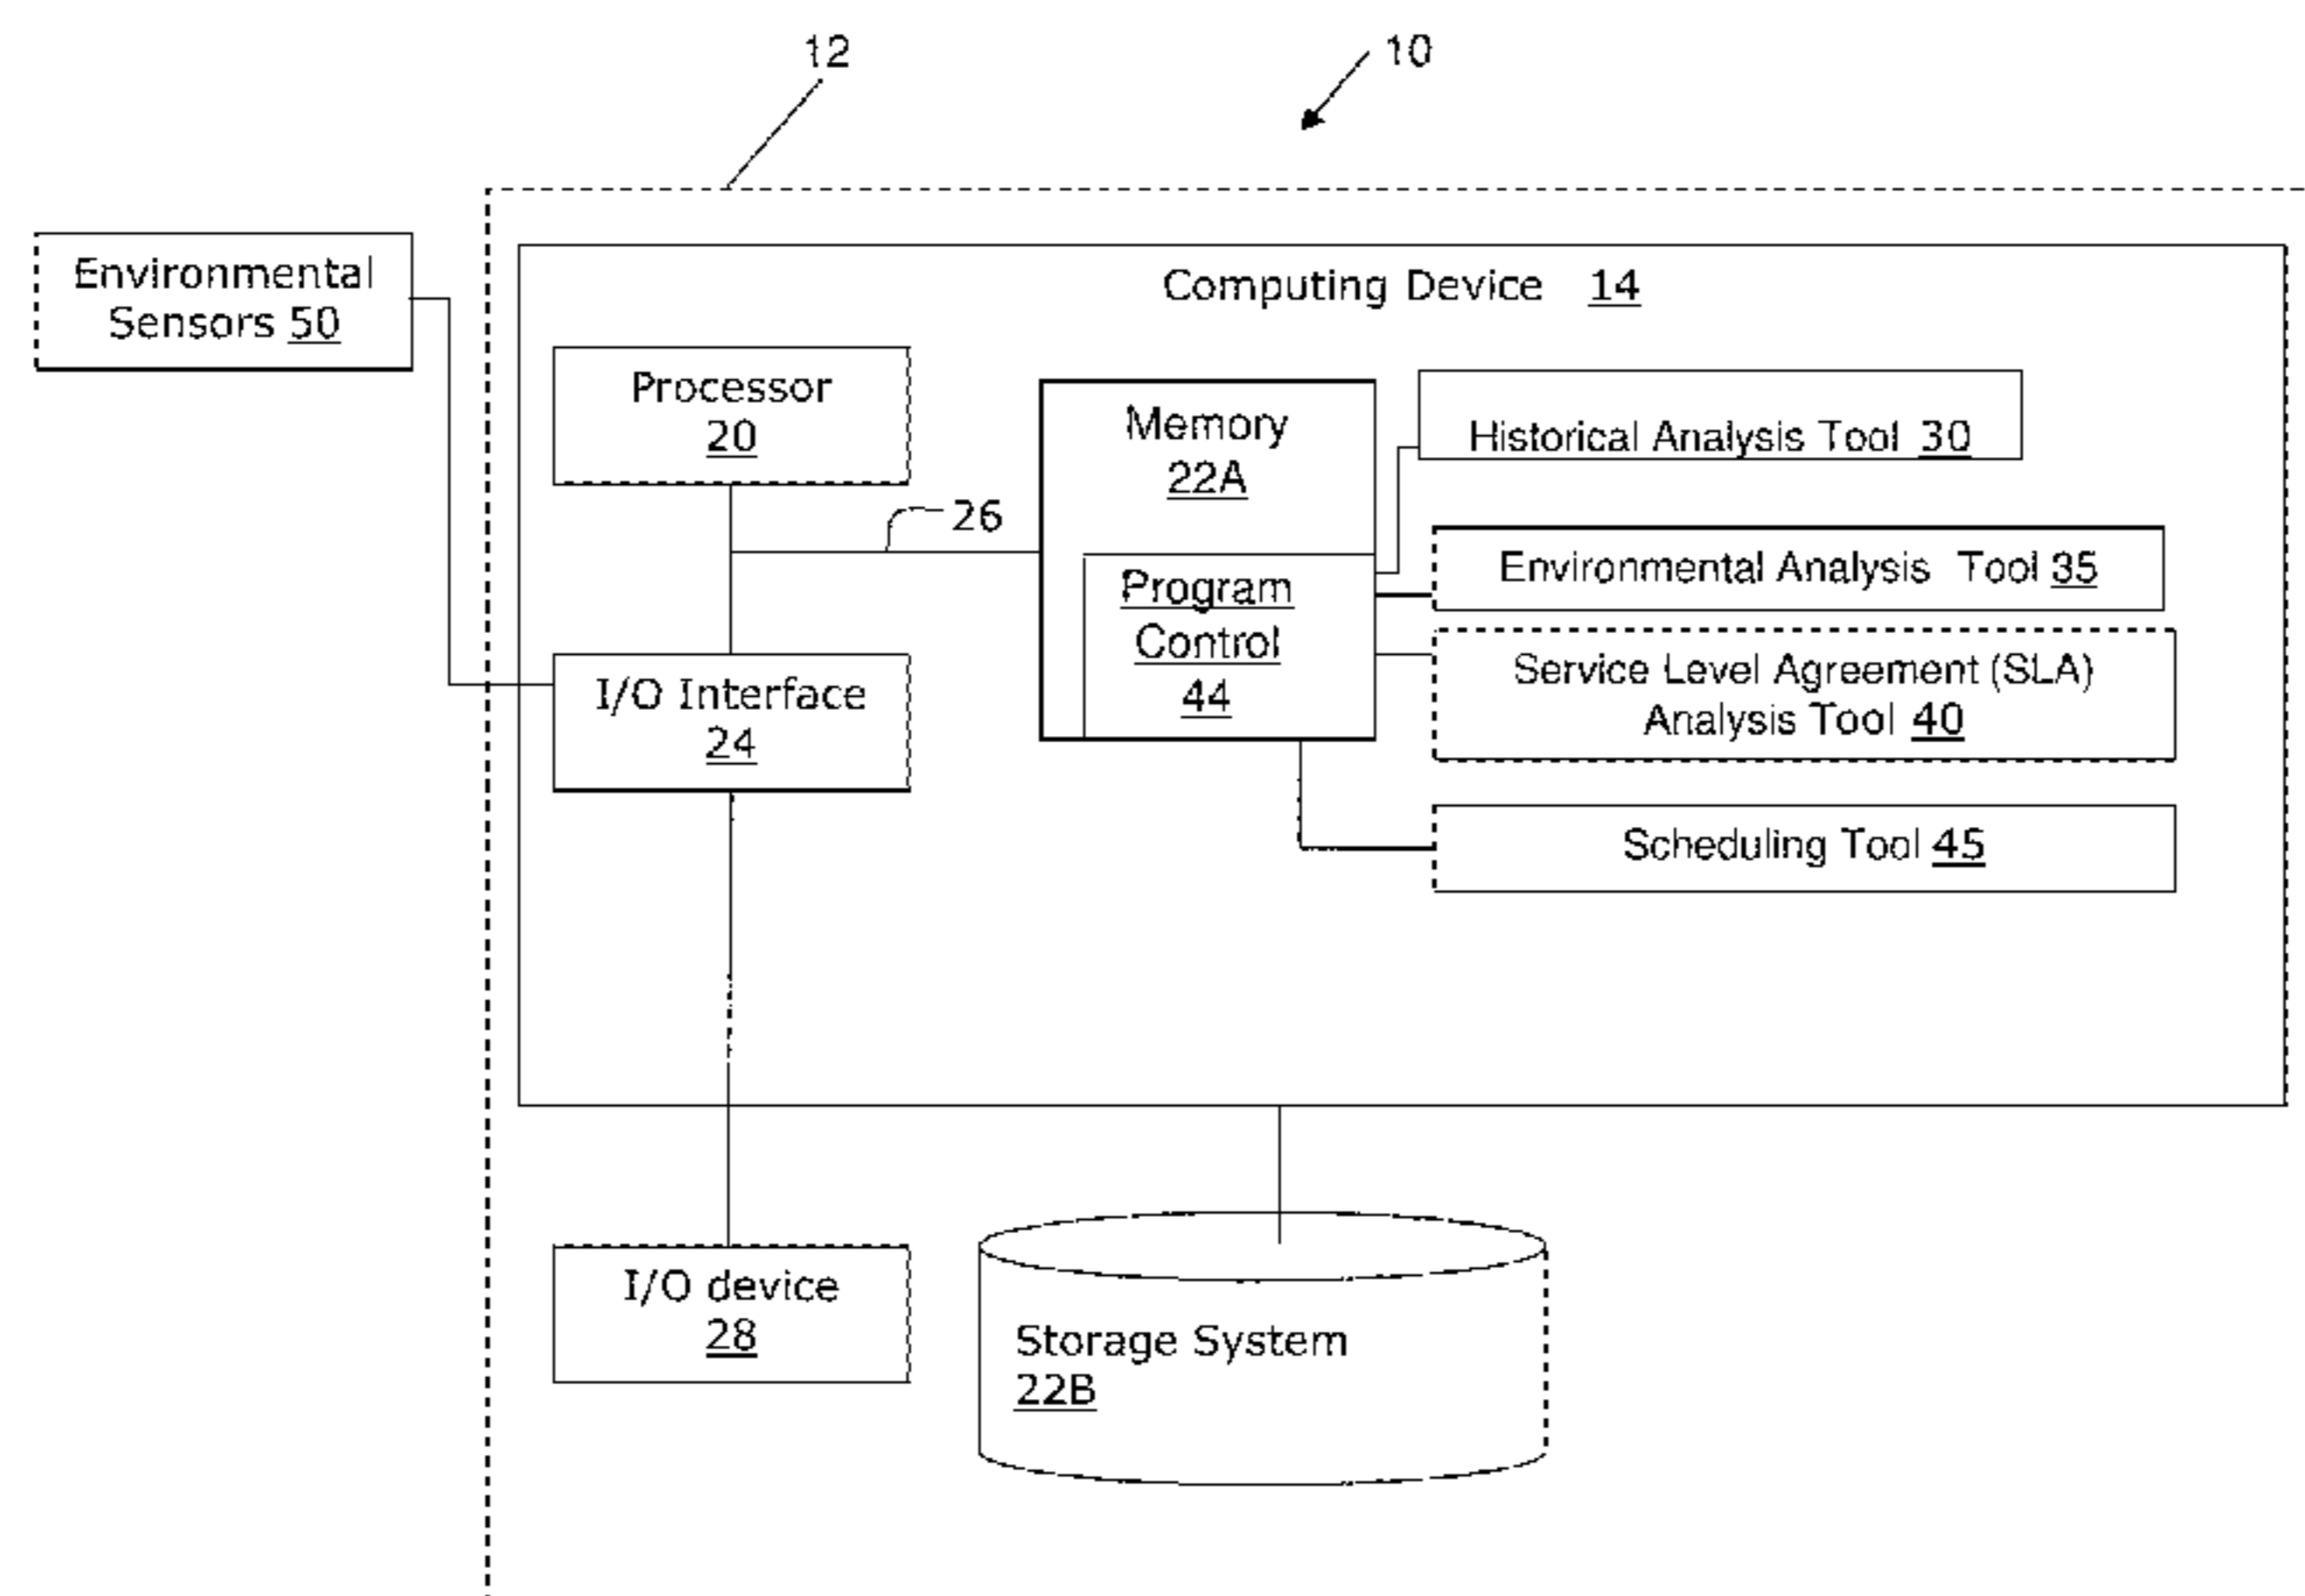 12
10
Environmental
Sensors 50
Computing Device 14
Processor
20
Memory
22A
Historical Analysis Tool 30
26
Environmental Analysis Tool 35
Program
Control
44
Service Level Agreement (SLA)
Analysis Tool 40
I/O Interface
24
Scheduling Tool 45
I/O device
28
Storage System
22B